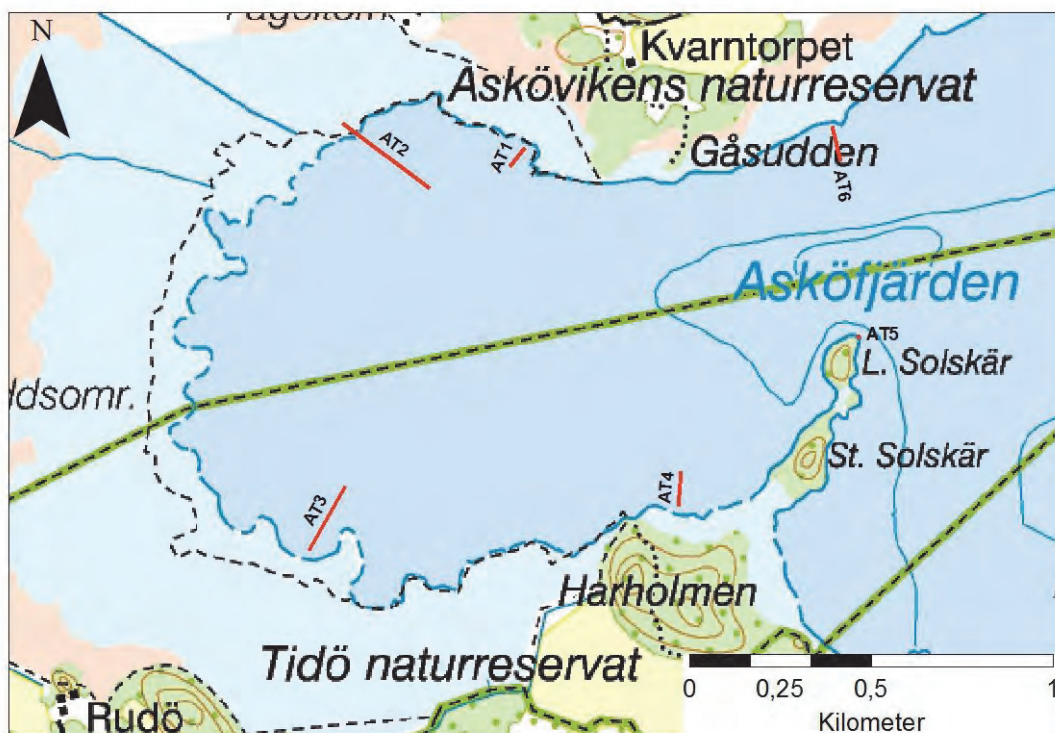 N
Kvarntorpet
Askövikens naturreservat
AT2
AT1
Gåsudden
AT6
Asköfjärden
AT5
L. Solskär
ddsomr.
St. Solskär
AT3
AT4
Harholmen
Tidö naturreservat
Rudö
0 0,25 0,5 1
Kilometer